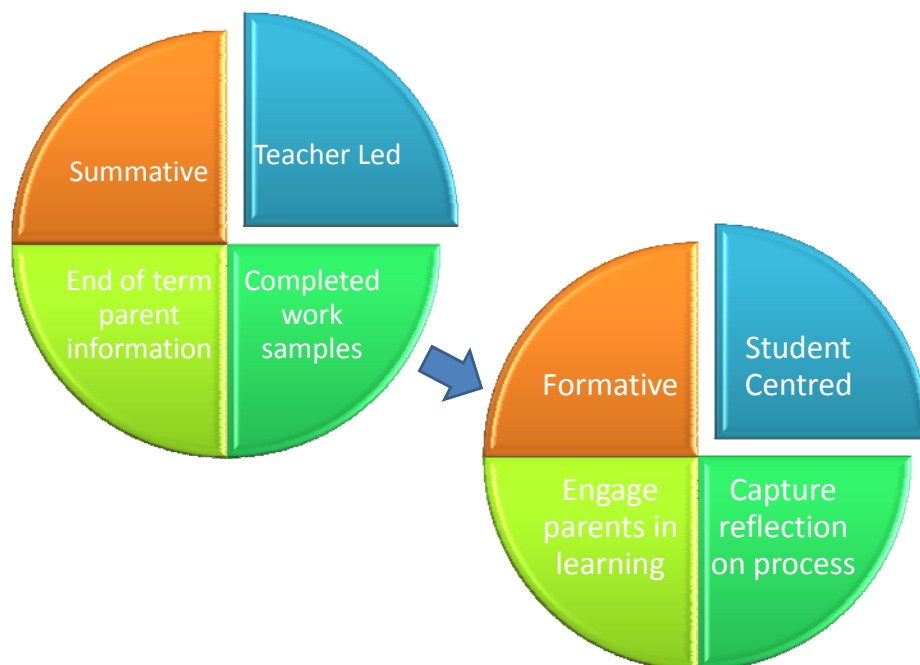 Summative
Teacher Led
End of term
parent
information
Completed
work
samples
Formative
Student
Centred
Engage
parents in
learning
Capture
reflection
on process